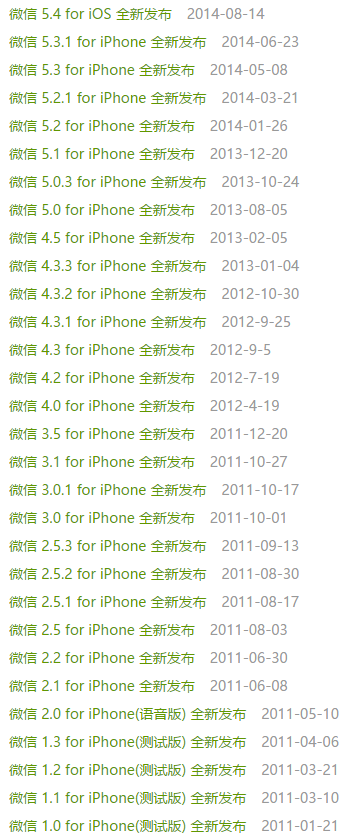 微信 5.4 for iOS 全新发布 2014-08-14
微信 5.3.1 for iPhone 全新发布 2014-06-23
微信 5.3 for iPhone 全新发布 2014-05-08
微信 5.2.1 for iPhone 全新发布 2014-03-21
微信 5.2 for iPhone 全新发布 2014-01-26
微信 5.1 for iPhone 全新发布 2013-12-20
微信 5.0.3 for iPhone 全新发布 2013-10-24
微信 5.0 for iPhone 全新发布 2013-08-05
微信 4.5 for iPhone 全新发布 2013-02-05
微信 4.3.3 for iPhone 全新发布 2013-01-04
微信 4.3.2 for iPhone 全新发布 2012-10-30
微信 4.3.1 for iPhone 全新发布 2012-9-25
微信 4.3 for iPhone 全新发布 2012-9-5
微信 4.2 for iPhone 全新发布 2012-7-19
微信 4.0 for iPhone 全新发布 2012-4-19
微信 3.5 for iPhone 全新发布 2011-12-20
微信 3.1 for iPhone 全新发布 2011-10-27
微信 3.0.1 for iPhone 全新发布 2011-10-17
微信 3.0 for iPhone 全新发布 2011-10-01
微信 2.5.3 for iPhone 全新发布 2011-09-13
微信 2.5.2 for iPhone 全新发布 2011-08-30
微信 2.5.1 for iPhone 全新发布 2011-08-17
微信 2.5 for iPhone 全新发布 2011-08-03
微信 2.2 for iPhone 全新发布 2011-06-30
微信 2.1 for iPhone 全新发布 2011-06-08
微信 2.0 for iPhone(语音版) 全新发布 2011-05-10
微信 1.3 for iPhone(测试版) 全新发布 2011-04-06
微信 1.2 for iPhone(测试版) 全新发布 2011-03-21
微信 1.1 for iPhone(测试版) 全新发布 2011-03-10
微信 1.0 for iPhone(测试版) 全新发布 2011-01-21